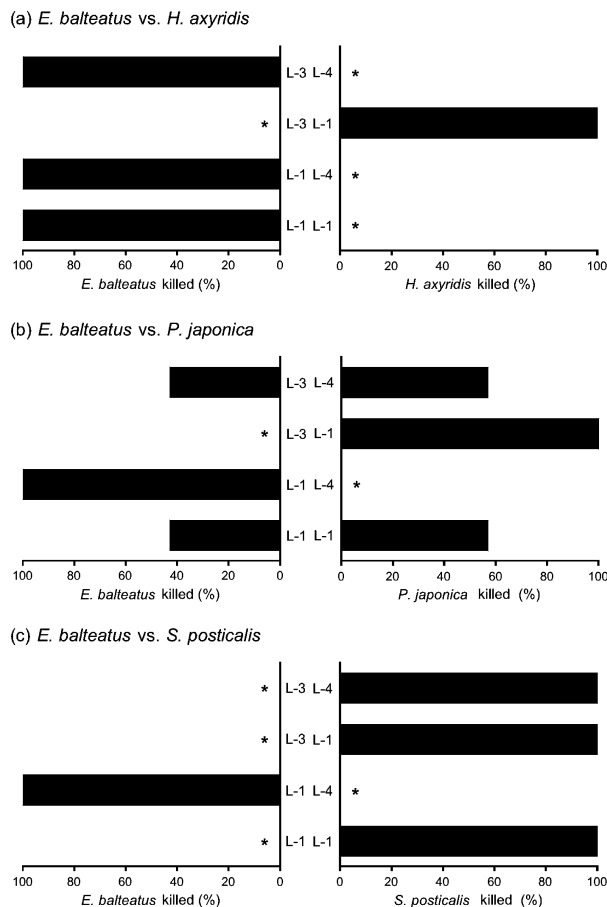 (a) E. balteatus vs. H. axyridis
L-3 L-4 *
* L-3 L-1
L-1 L-4 *
L-1 L-1 *
100 80 60 40 20 0 0 20 40 60 80 100
E. balteatus killed (%) H. axyridis killed (%)
(b) E. balteatus vs. P. japonica
L-3 L-4
* L-3 L-1
L-1 L-4 *
L-1 L-1
100 80 60 40 20 0 0 20 40 60 80 100
E. balteatus killed (%) P. japonica killed (%)
(c) E. balteatus vs. S. posticalis
* L-3 L-4
* L-3 L-1
L-1 L-4 *
* L-1 L-1
100 80 60 40 20 0 0 20 40 60 80 100
E. balteatus killed (%) S. posticalis killed (%)